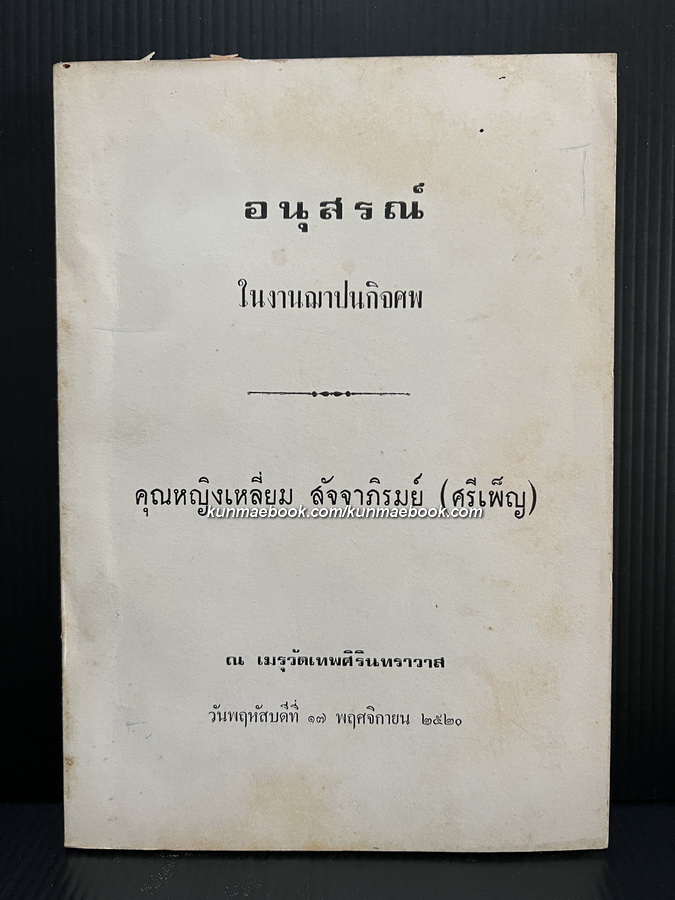 อนุสรณ์
ในงานฌาปนกิจศพ
คุณหญิงเหลี่ยม สัจจาภิรมย์ (ศรีเพ็ญ)
kunmaebook.com/kunmaebook.com
ณ เมรุวัดเทพศิรินทราวาส
วันพฤหัสบดีที่ ๑๗ พฤศจิกายน ๒๕๒๐